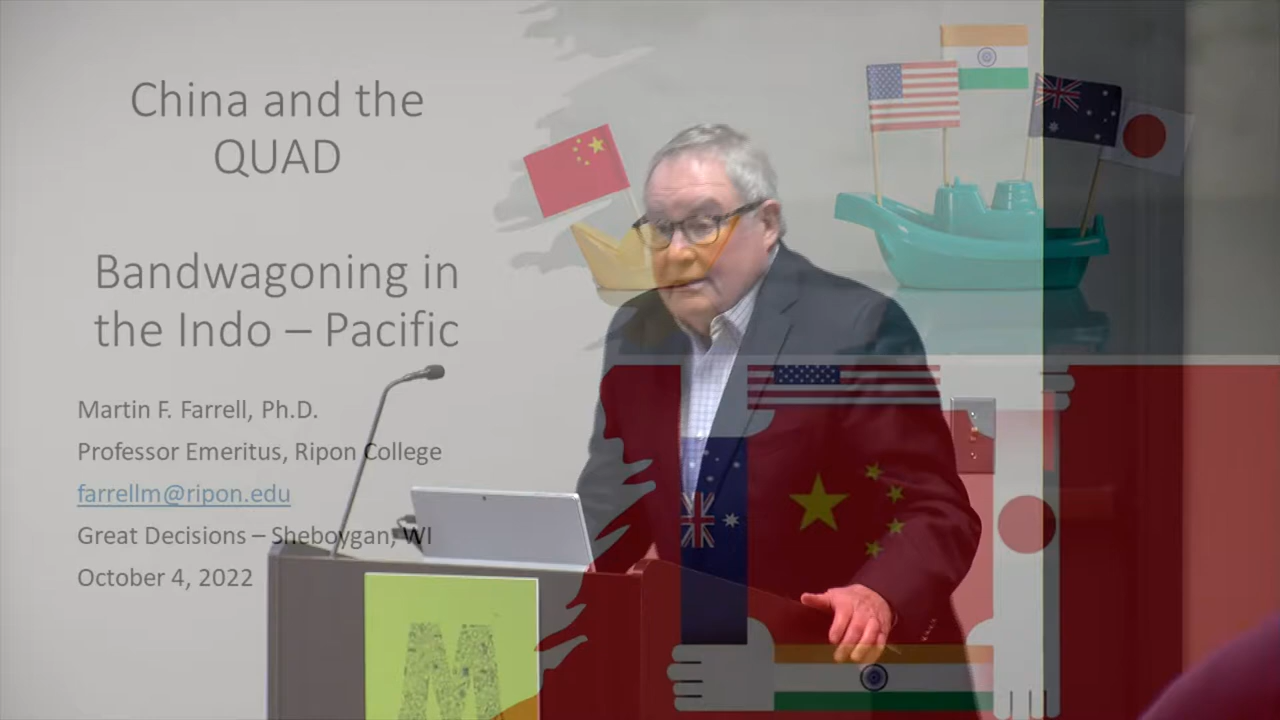 China and the
QUAD
Bandwagoning in
the Indo – Pacific
Martin F. Farrell, Ph.D.
Professor Emeritus, Ripon College
farrellm@ripon.edu
Great Decisions – Sheboygan, WI
October 4, 2022
M